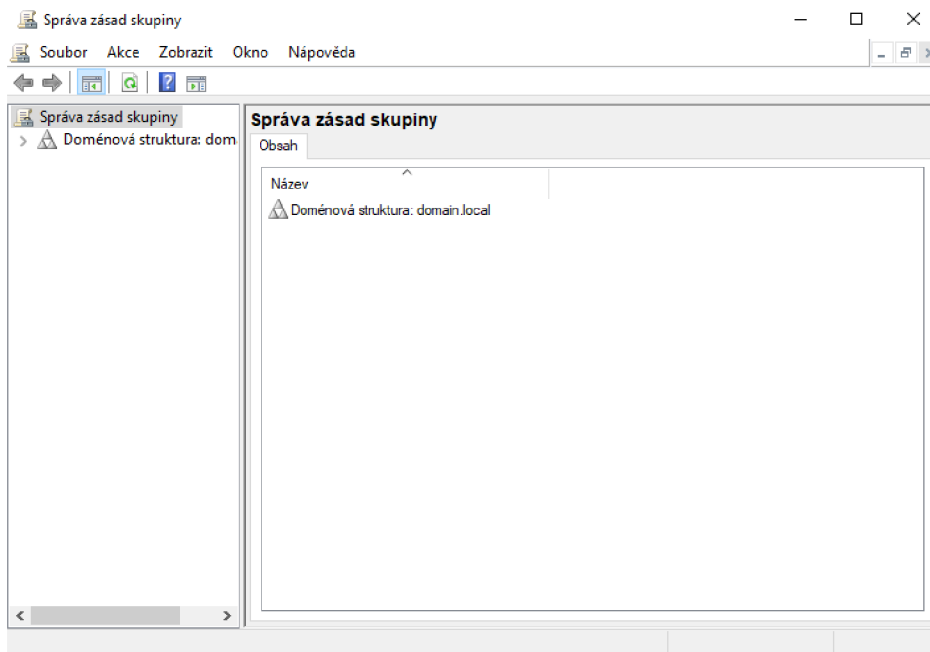 Správa zásad skupiny
Soubor Akce Zobrazit Okno Nápověda
Správa zásad skupiny
Doménová struktura: dom
Správa zásad skupiny
Obsah
Název
Doménová struktura: domain.local